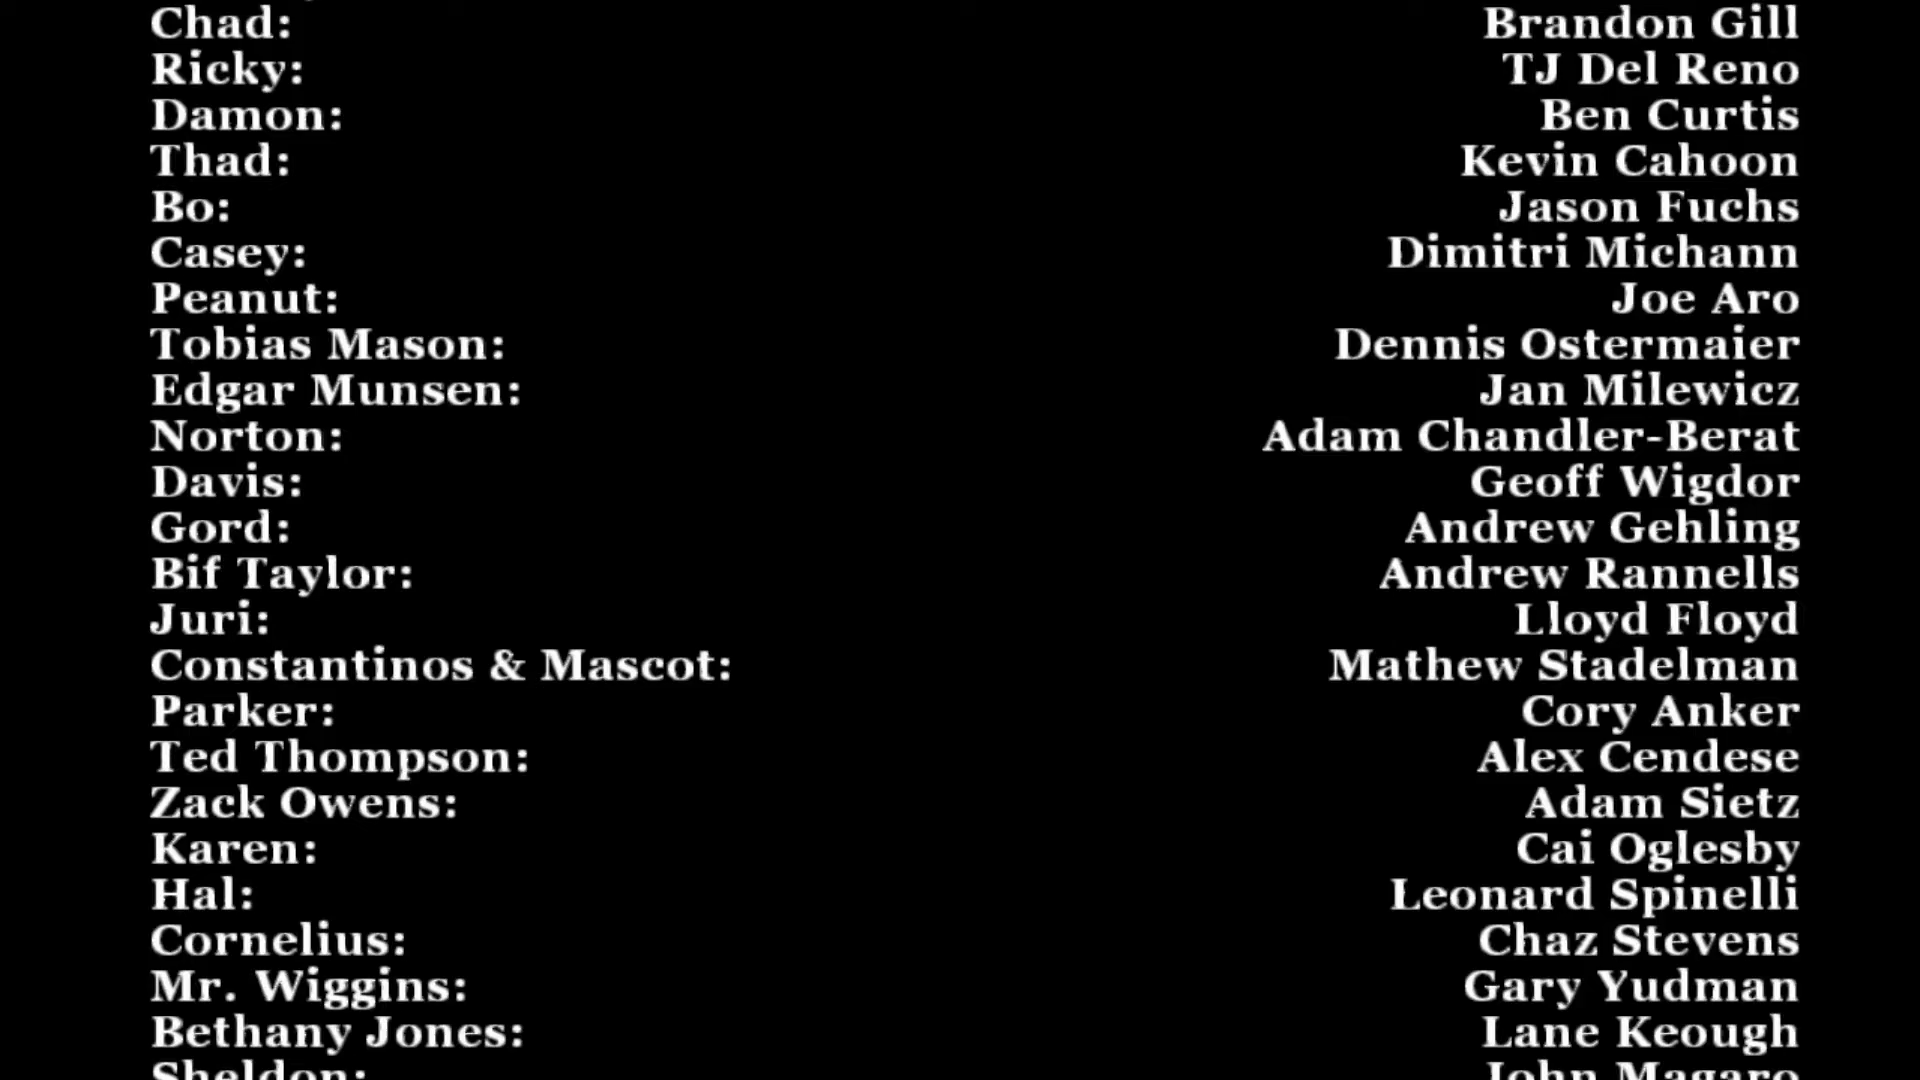 Chad: Brandon Gill
Ricky: TJ Del Reno
Damon: Ben Curtis
Thad: Kevin Cahoon
Bo: Jason Fuchs
Casey: Dimitri Michann
Peanut: Joe Aro
Tobias Mason: Dennis Ostermaier
Edgar Munsen: Jan Milewicz
Norton: Adam Chandler-Berat
Davis: Geoff Wigdor
Gord: Andrew Gehling
Bif Taylor: Andrew Rannells
Juri: Lloyd Floyd
Constantinos & Mascot: Mathew Stadelman
Parker: Cory Anker
Ted Thompson: Alex Cendese
Zack Owens: Adam Sietz
Karen: Cai Oglesby
Hal: Leonard Spinelli
Cornelius: Chaz Stevens
Mr. Wiggins: Gary Yudman
Bethany Jones: Lane Keough
Sheldon: John Magaro